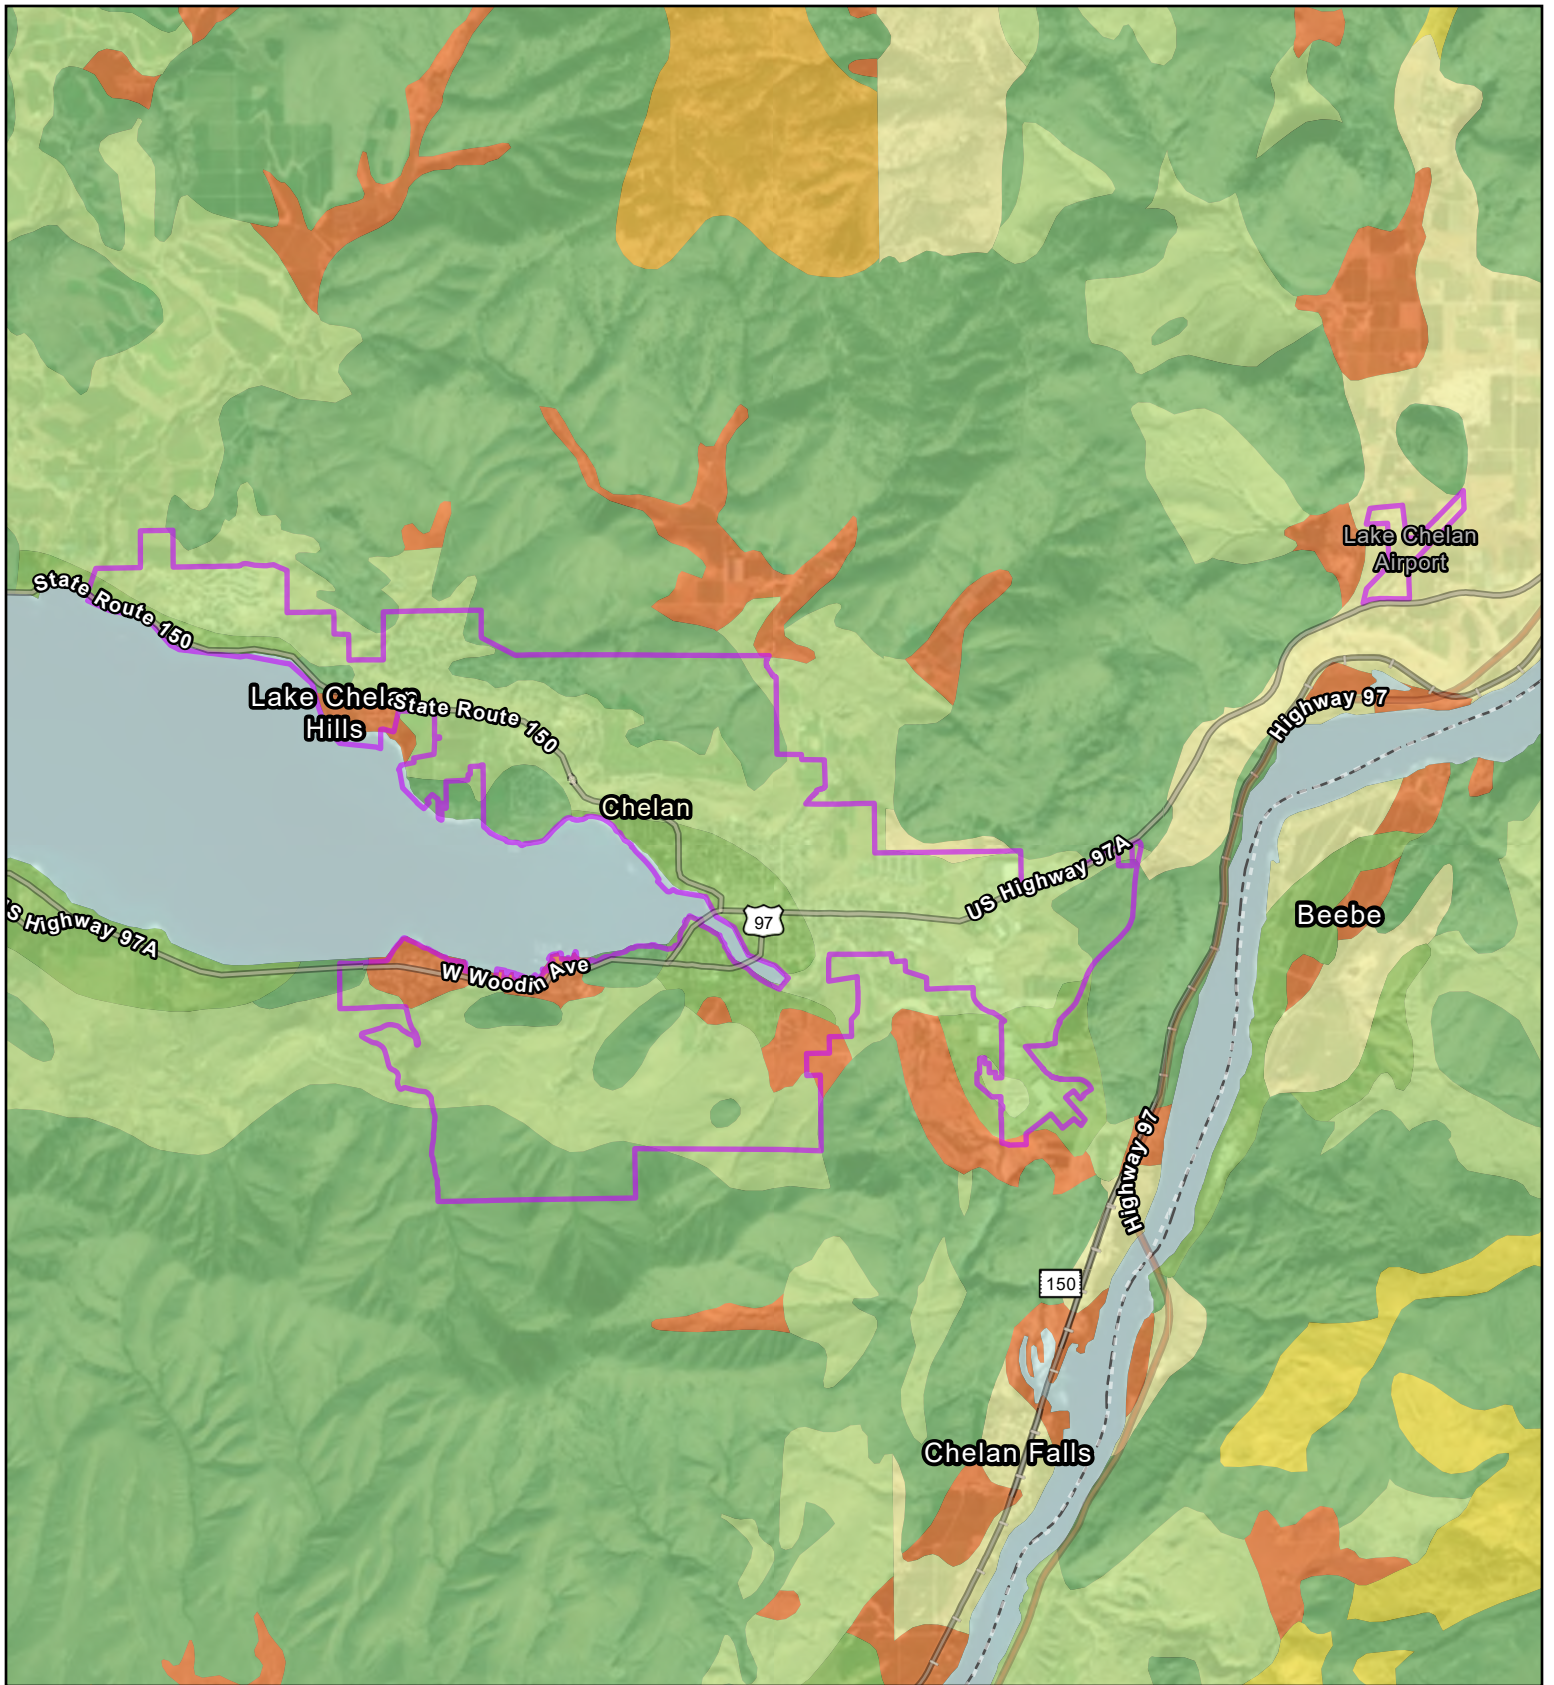 Lake Chelan
Airport
State Route 150
Lake Chelan
Hills
State Route 150
Highway 97
Chelan
US Highway 97A
97
Beebe
US Highway 97A
W Woodin Ave
Highway 97
150
Chelan Falls